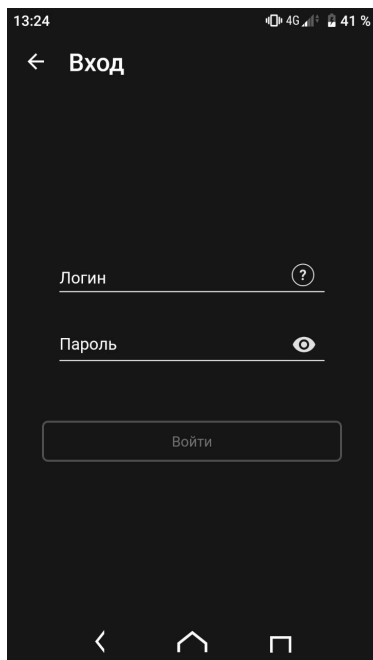 13:24 4G 41 %
Вход
Логин ?
Пароль
Войти